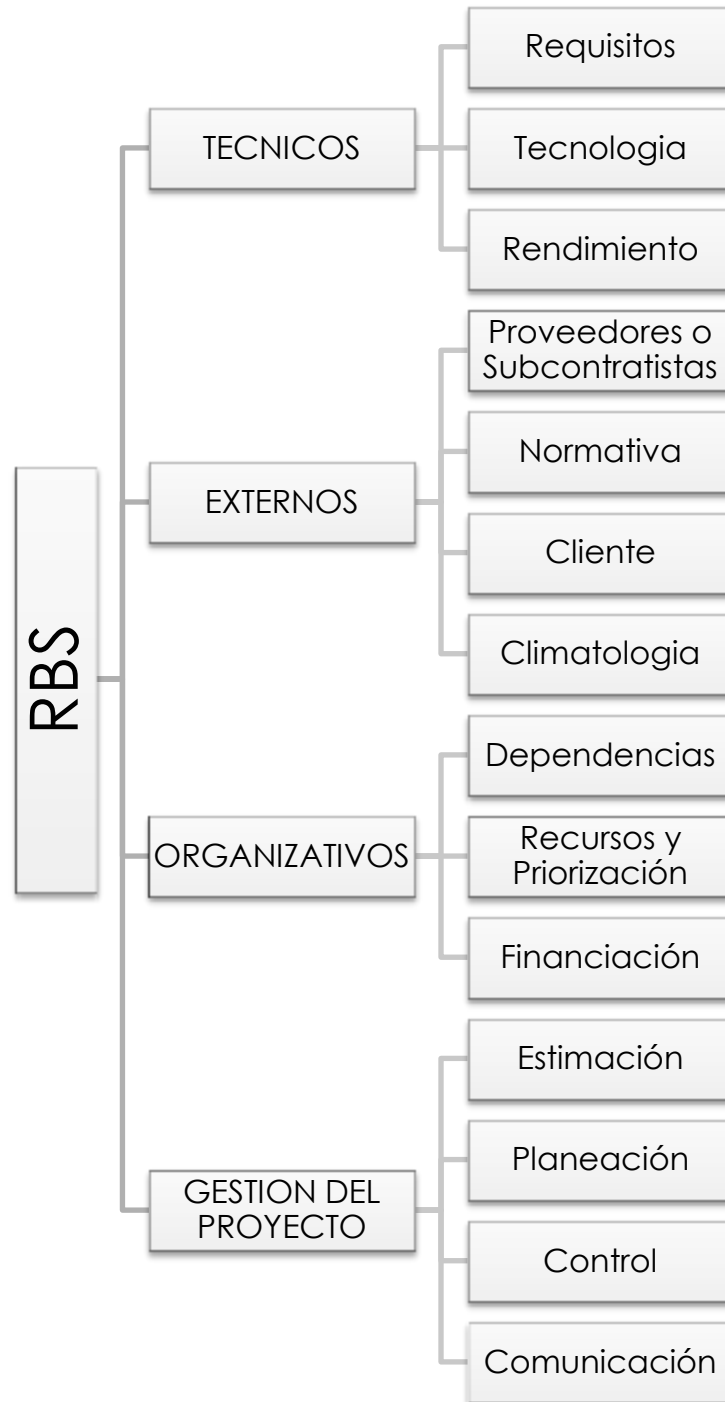 RBS
TECNICOS
Requisitos
Tecnologia
Rendimiento
EXTERNOS
Proveedores o
Subcontratistas
Normativa
Cliente
Climatologia
ORGANIZATIVOS
Dependencias
Recursos y
Priorización
Financiación
GESTION DEL
PROYECTO
Estimación
Planeación
Control
Comunicación